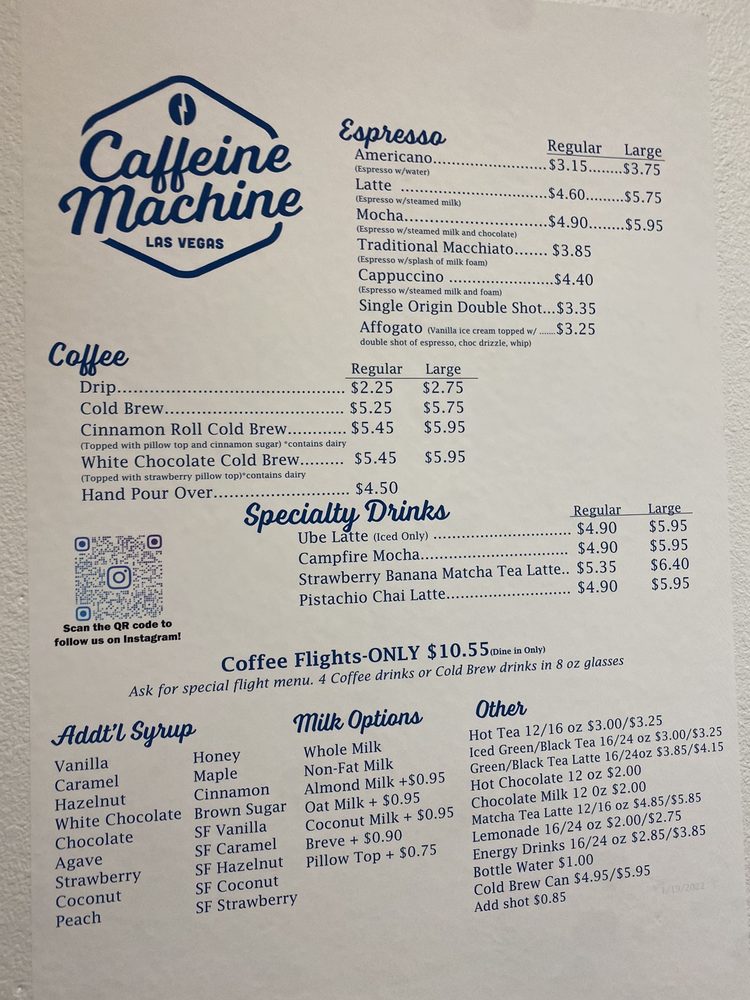 Caffeine
Machine
LAS VEGAS
Espresso
Regular Large
Americano......................$3.15........$3.75
(Espresso w/water)
Latte ..............................$4.60.........$5.75
(Espresso w/steamed milk)
Mocha............................$4.90.........$5.95
(Espresso w/steamed milk and chocolate)
Traditional Macchiato....... $3.85
(Espresso w/splash of milk foam)
Cappuccino ......................$4.40
(Espresso w/steamed milk and foam)
Single Origin Double Shot...$3.35
Affogato (Vanilla ice cream topped w/ ......$3.25
double shot of espresso, choc drizzle, whip)
Coffee
Regular Large
Drip.......................................... $2.25 $2.75
Cold Brew................................. $5.25 $5.75
Cinnamon Roll Cold Brew........... $5.45 $5.95
(Topped with pillow top and cinnamon sugar) *contains dairy
White Chocolate Cold Brew........ $5.45 $5.95
(Topped with strawberry pillow top)*contains dairy
Hand Pour Over......................... $4.50
Specialty Drinks
Regular Large
Ube Latte (Iced Only) ......................... $4.90 $5.95
Campfire Mocha........................... $4.90 $5.95
Strawberry Banana Matcha Tea Latte.. $5.35 $6.40
Pistachio Chai Latte....................... $4.90 $5.95
Scan the QR code to
follow us on Instagram!
Coffee Flights-ONLY $10.55(Dine in Only)
Ask for special flight menu. 4 Coffee drinks or Cold Brew drinks in 8 oz glasses
Addt'l Syrup
Vanilla
Caramel
Hazelnut
White Chocolate
Chocolate
Agave
Strawberry
Coconut
Peach
Honey
Maple
Cinnamon
Brown Sugar
SF Vanilla
SF Caramel
SF Hazelnut
SF Coconut
SF Strawberry
Milk Options
Whole Milk
Non-Fat Milk
Almond Milk +$0.95
Oat Milk + $0.95
Coconut Milk + $0.95
Breve + $0.90
Pillow Top + $0.75
Other
Hot Tea 12/16 oz $3.00/$3.25
Iced Green/Black Tea 16/24 oz $3.00/$3.25
Green/Black Tea Latte 16/24oz $3.85/$4.15
Hot Chocolate 12 oz $2.00
Chocolate Milk 12 0z $2.00
Matcha Tea Latte 12/16 oz $4.85/$5.85
Lemonade 16/24 oz $2.00/$2.75
Energy Drinks 16/24 oz $2.85/$3.85
Bottle Water $1.00
Cold Brew Can $4.95/$5.95
Add shot $0.85